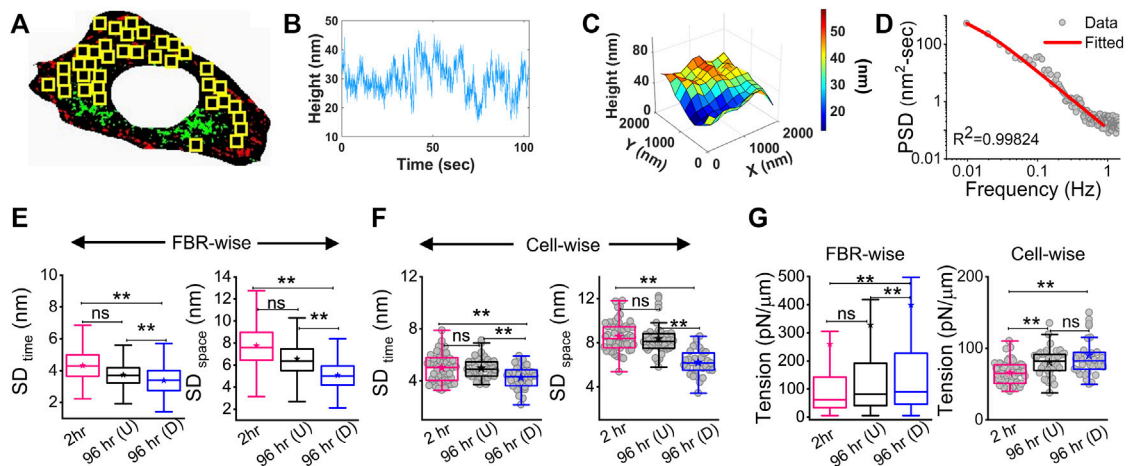 A
B
Height (nm)
50
40
30
20
10
0
50
100
Time (sec)
C
Height (nm)
80
40
0
2000
1000
0
Y (nm)
0
1000
2000
X (nm)
50
40
30
20
(nm)
D
PSD (nm2-sec)
100
1
0.01
0.01
0.1
1
Frequency (Hz)
Data
Fitted
R2=0.99824
E
FBR-wise
SD time (nm)
10
8
6
4
2
**
ns
**
2hr
96 hr (U)
96 hr (D)
SD space (nm)
14
12
10
8
6
4
2
**
ns
**
2hr
96 hr (U)
96 hr (D)
F
Cell-wise
SD time (nm)
10
5
0
**
ns
**
2 hr
96 hr (U)
96 hr (D)
SD space (nm)
12
8
4
0
**
ns
**
2 hr
96 hr (U)
96 hr (D)
G
FBR-wise
Tension (pN/μm)
500
400
300
200
100
0
**
ns
**
2 hr
96 hr (U)
96 hr (D)
Cell-wise
Tension (pN/μm)
200
100
0
**
**
ns
2 hr
96 hr (U)
96 hr (D)